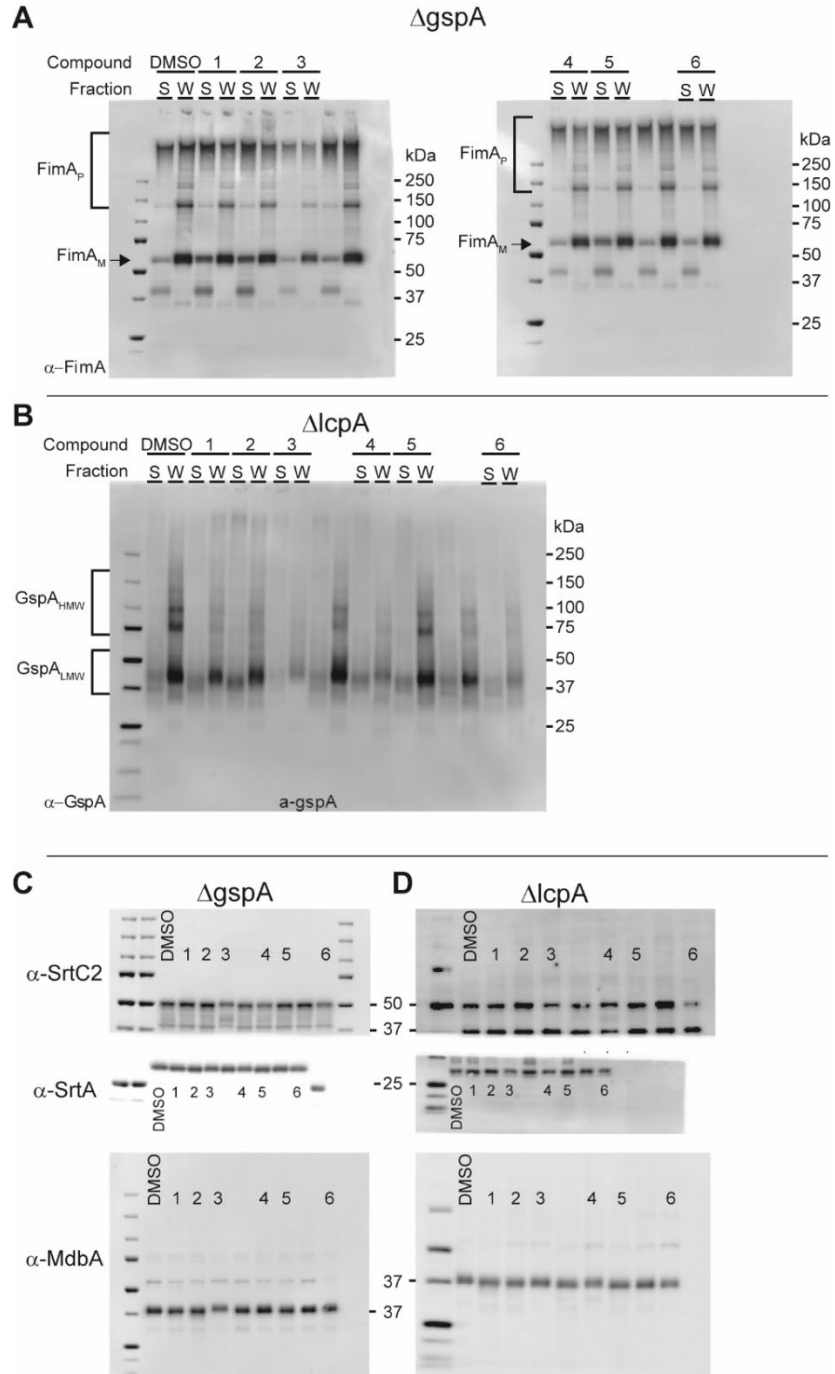 A
ΔgspA
Compound DMSO 1 2 3 4 5 6
Fraction S W S W S W S W S W S W S W
FimAP
kDa
250
150
100
75
50
37
25
FimAM
α–FimA
FimAP
kDa
250
150
100
75
50
37
25
FimAM
B
ΔlcpA
Compound DMSO 1 2 3 4 5 6
Fraction S W S W S W S W S W S W S W
kDa
250
150
100
75
50
37
25
GspAHMW
GspALMW
α–GspA
a-gspA
C
ΔgspA
D
ΔlcpA
α-SrtC2
DMSO 1 2 3 4 5 6
50
37
DMSO 1 2 3 4 5 6
α-SrtA
DMSO 1 2 3 4 5 6
25
DMSO 1 2 3 4 5 6
α-MdbA
DMSO 1 2 3 4 5 6
37
37
DMSO 1 2 3 4 5 6